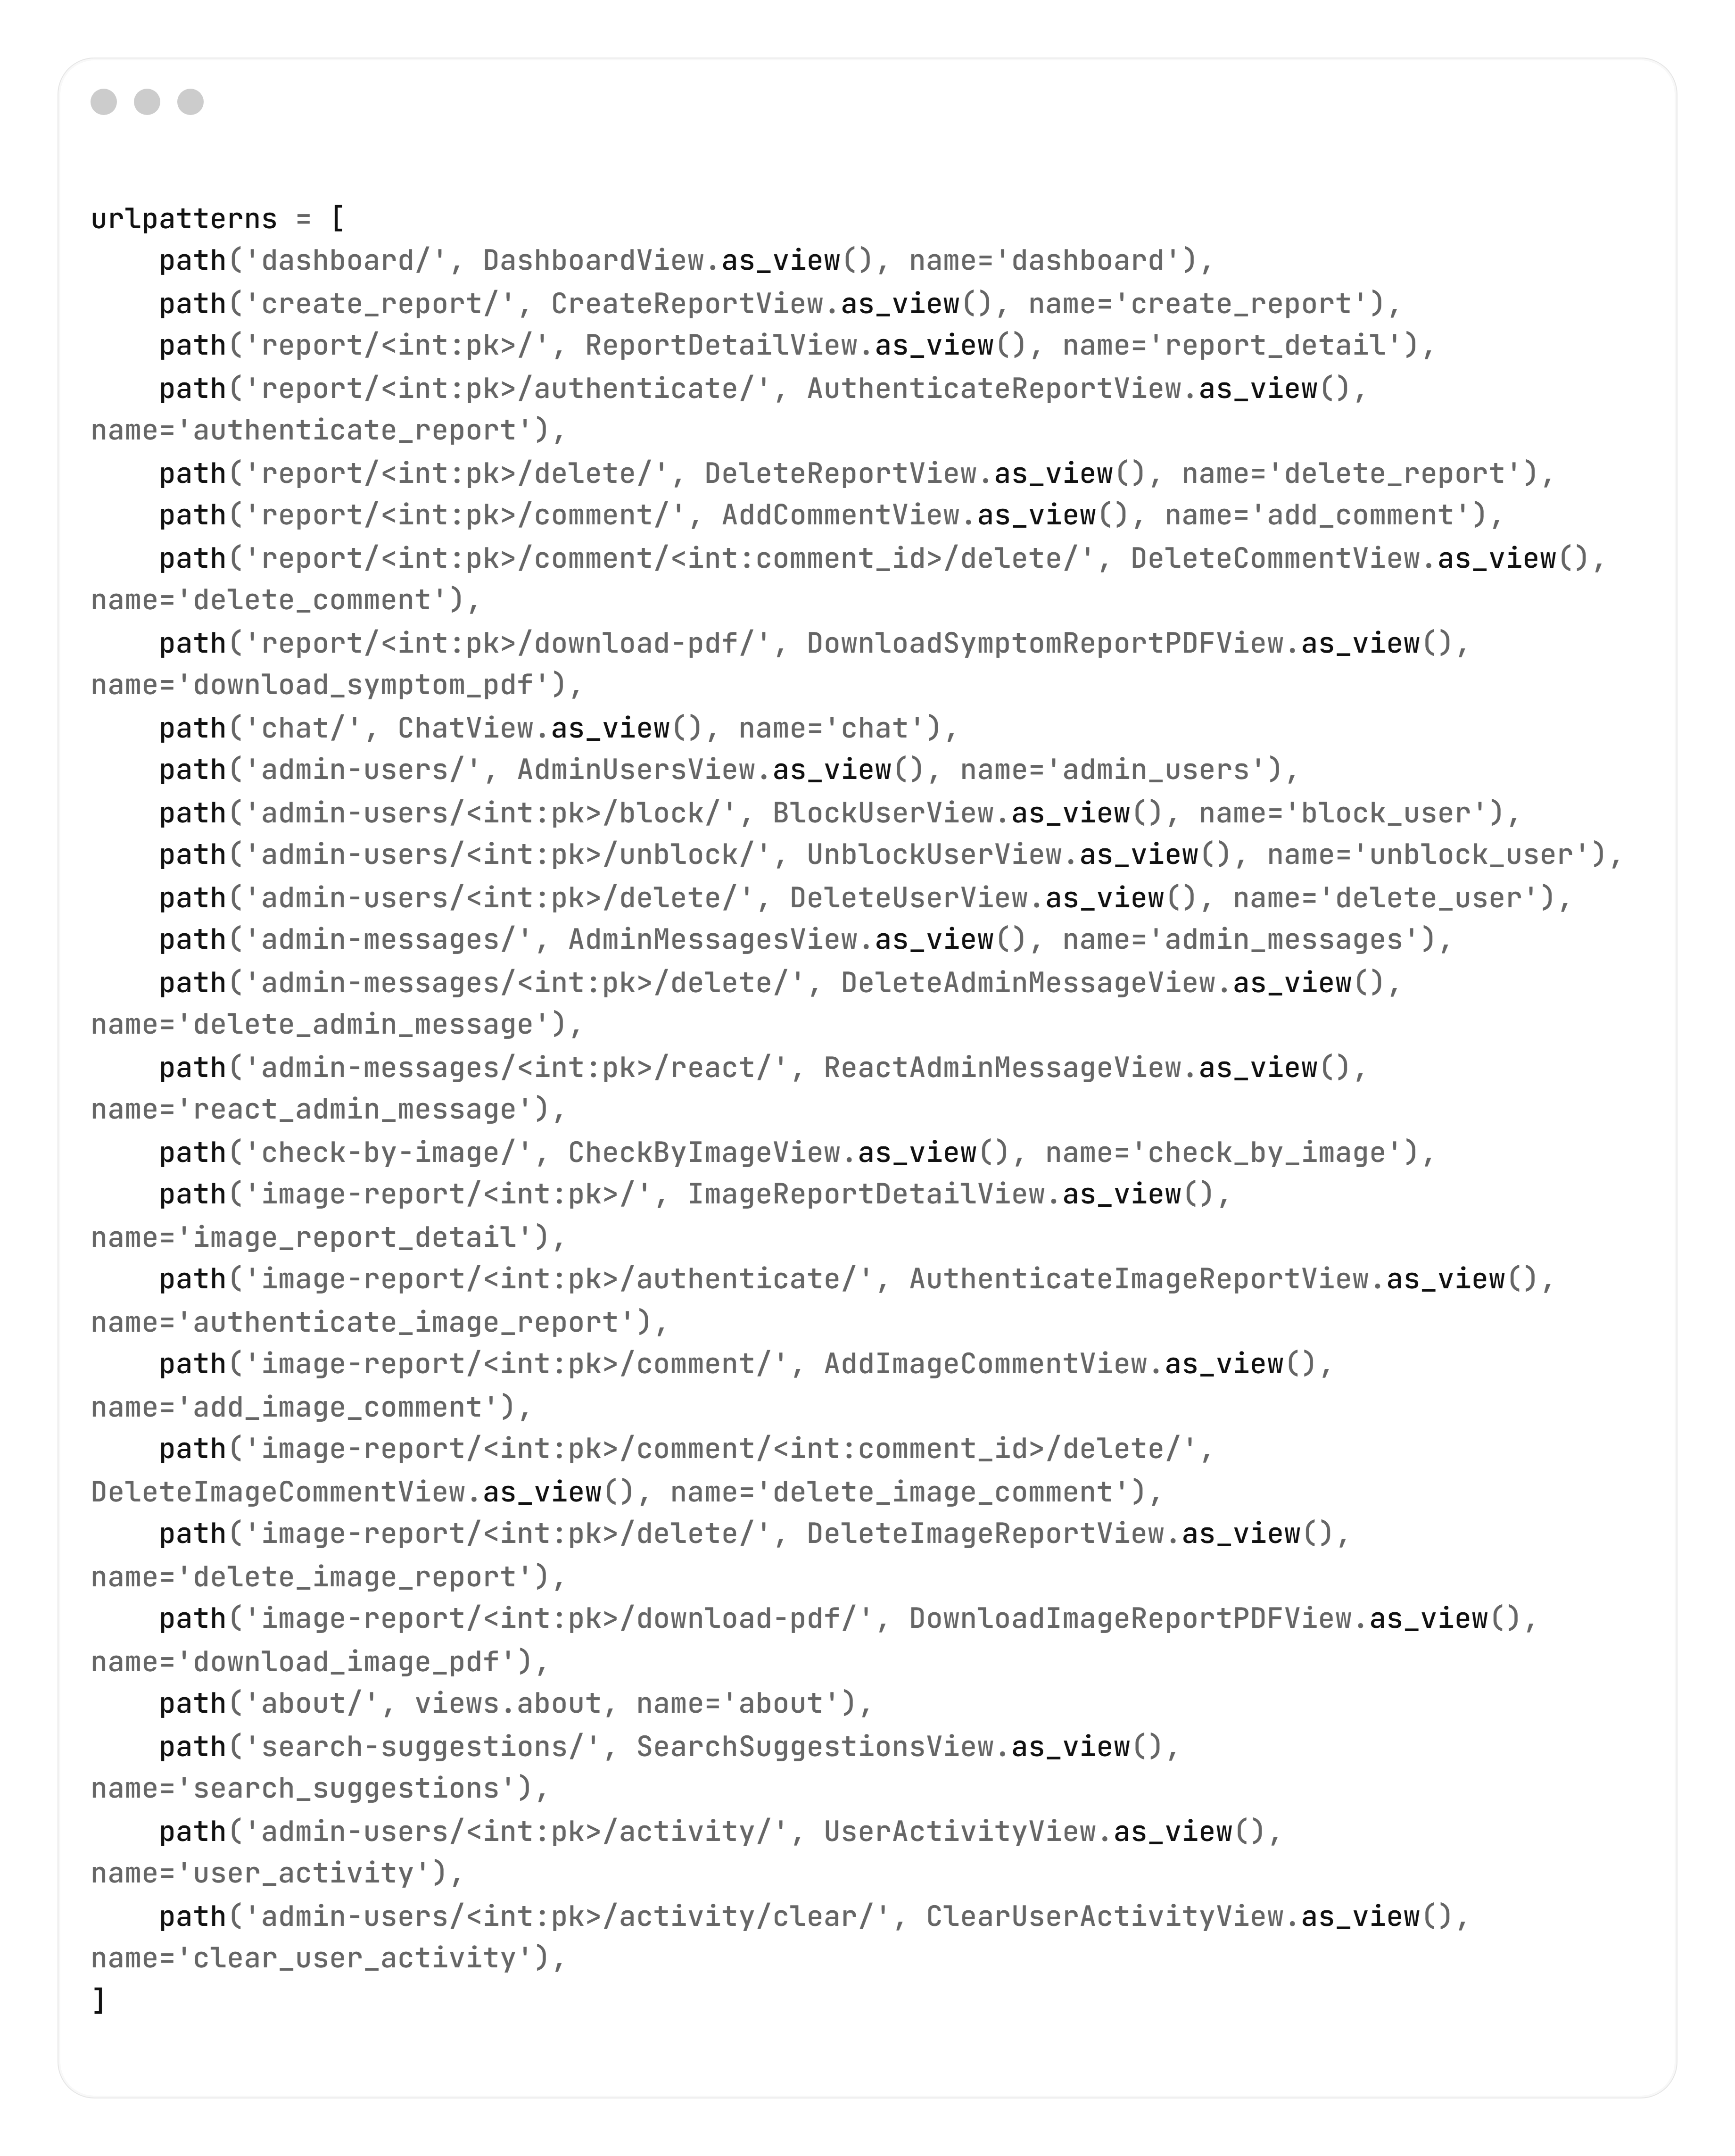 urlpatterns = [
    path('dashboard/', DashboardView.as_view(), name='dashboard'),
    path('create_report/', CreateReportView.as_view(), name='create_report'),
    path('report/<int:pk>/', ReportDetailView.as_view(), name='report_detail'),
    path('report/<int:pk>/authenticate/', AuthenticateReportView.as_view(),
name='authenticate_report'),
    path('report/<int:pk>/delete/', DeleteReportView.as_view(), name='delete_report'),
    path('report/<int:pk>/comment/', AddCommentView.as_view(), name='add_comment'),
    path('report/<int:pk>/comment/<int:comment_id>/delete/', DeleteCommentView.as_view(),
name='delete_comment'),
    path('report/<int:pk>/download-pdf/', DownloadSymptomReportPDFView.as_view(),
name='download_symptom_pdf'),
    path('chat/', ChatView.as_view(), name='chat'),
    path('admin-users/', AdminUsersView.as_view(), name='admin_users'),
    path('admin-users/<int:pk>/block/', BlockUserView.as_view(), name='block_user'),
    path('admin-users/<int:pk>/unblock/', UnblockUserView.as_view(), name='unblock_user'),
    path('admin-users/<int:pk>/delete/', DeleteUserView.as_view(), name='delete_user'),
    path('admin-messages/', AdminMessagesView.as_view(), name='admin_messages'),
    path('admin-messages/<int:pk>/delete/', DeleteAdminMessageView.as_view(),
name='delete_admin_message'),
    path('admin-messages/<int:pk>/react/', ReactAdminMessageView.as_view(),
name='react_admin_message'),
    path('check-by-image/', CheckByImageView.as_view(), name='check_by_image'),
    path('image-report/<int:pk>/', ImageReportDetailView.as_view(),
name='image_report_detail'),
    path('image-report/<int:pk>/authenticate/', AuthenticateImageReportView.as_view(),
name='authenticate_image_report'),
    path('image-report/<int:pk>/comment/', AddImageCommentView.as_view(),
name='add_image_comment'),
    path('image-report/<int:pk>/comment/<int:comment_id>/delete/',
DeleteImageCommentView.as_view(), name='delete_image_comment'),
    path('image-report/<int:pk>/delete/', DeleteImageReportView.as_view(),
name='delete_image_report'),
    path('image-report/<int:pk>/download-pdf/', DownloadImageReportPDFView.as_view(),
name='download_image_pdf'),
    path('about/', views.about, name='about'),
    path('search-suggestions/', SearchSuggestionsView.as_view(),
name='search_suggestions'),
    path('admin-users/<int:pk>/activity/', UserActivityView.as_view(),
name='user_activity'),
    path('admin-users/<int:pk>/activity/clear/', ClearUserActivityView.as_view(),
name='clear_user_activity'),
]